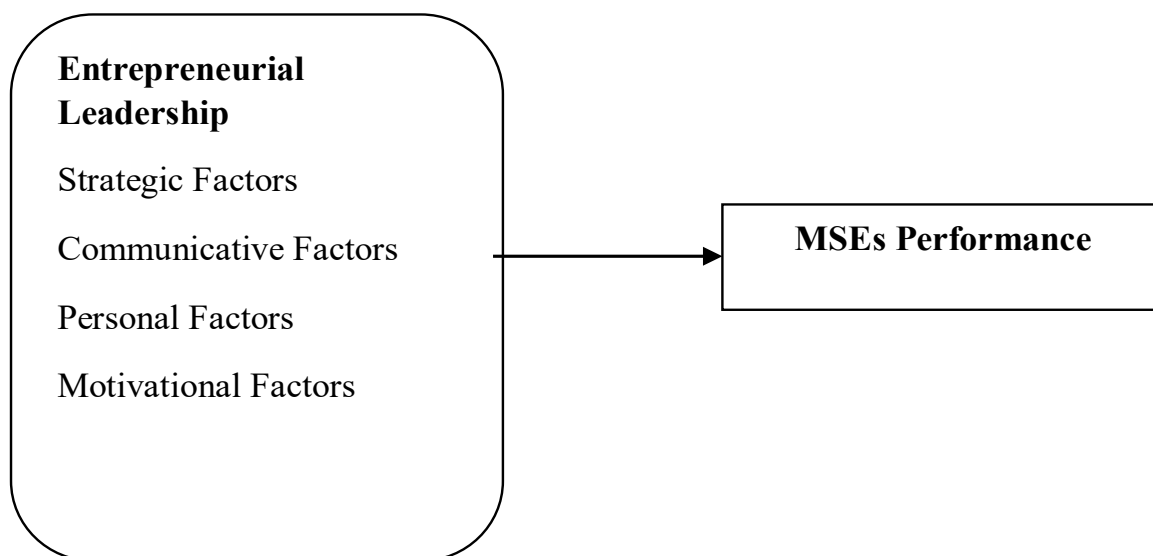 Entrepreneurial
Leadership
Strategic Factors
Communicative Factors
Personal Factors
Motivational Factors
MSEs Performance